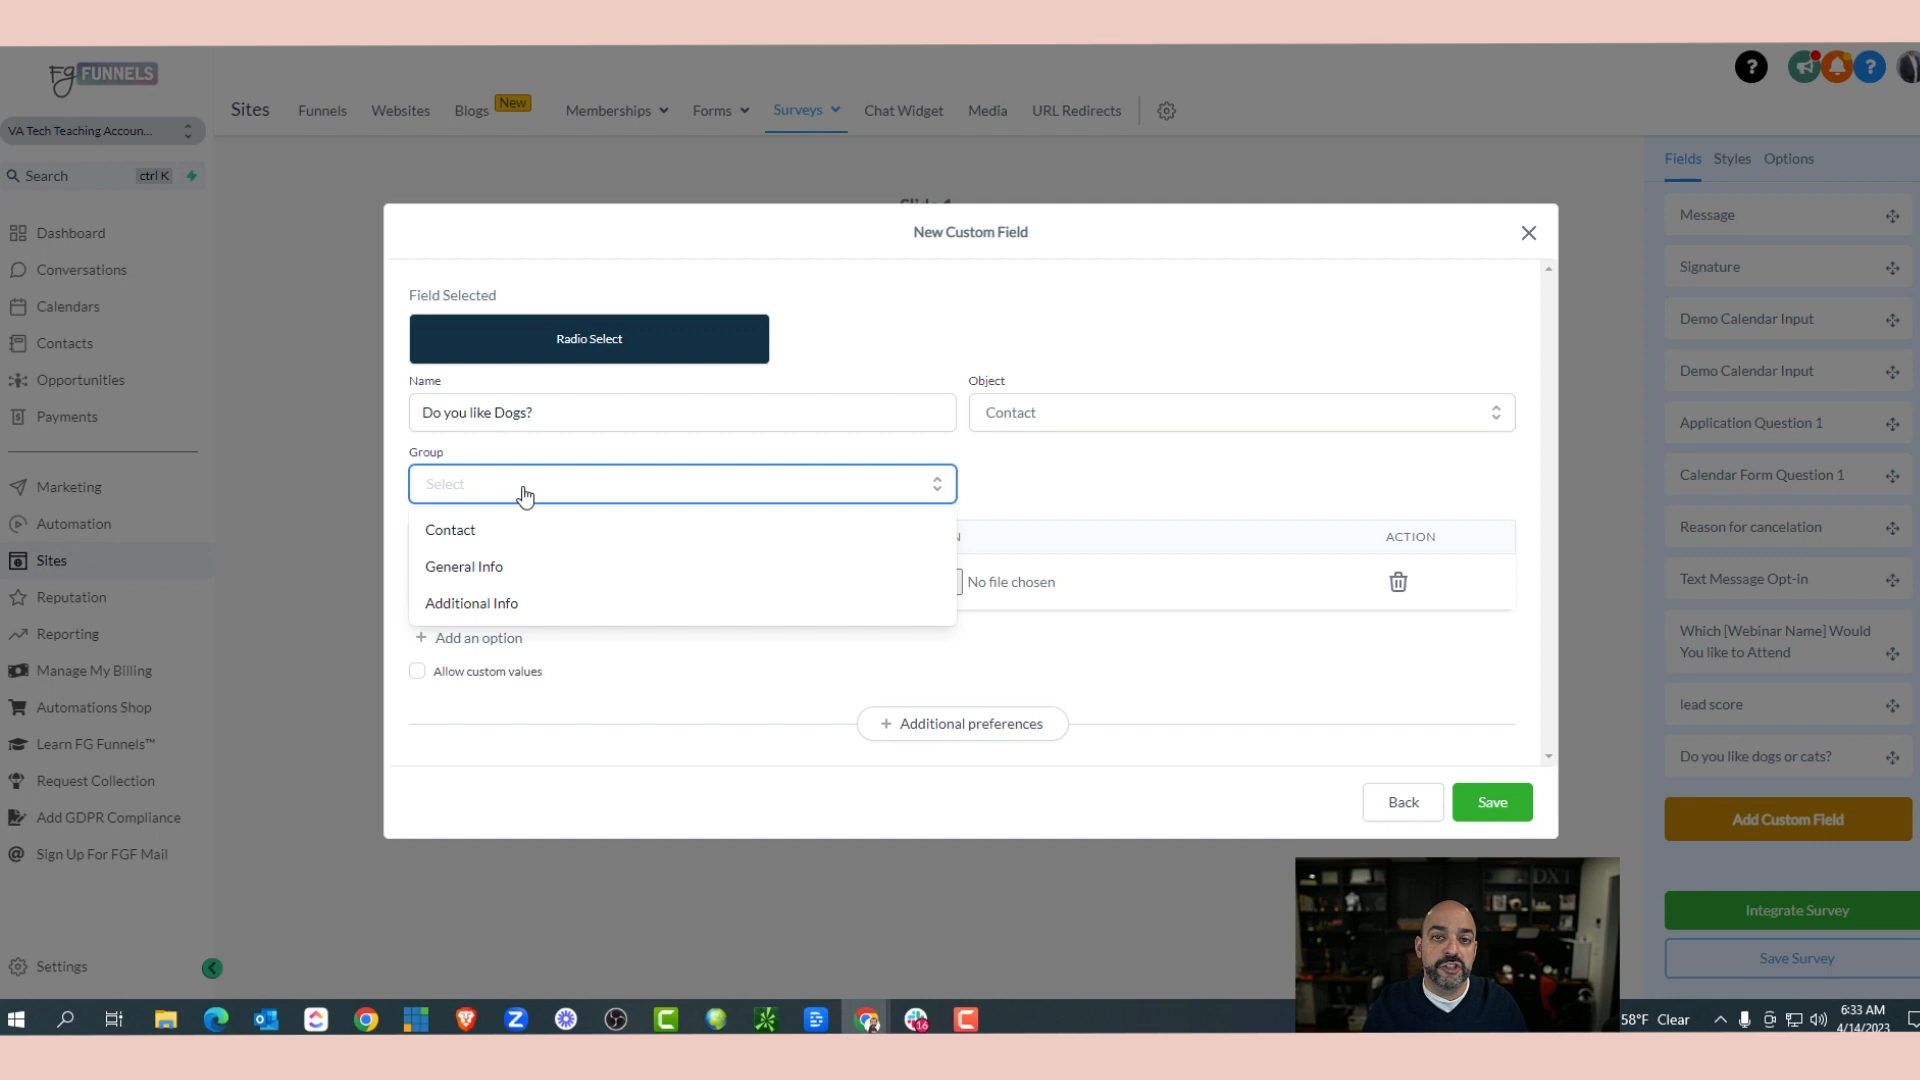 Fg FUNNELS
VA Tech Teaching Accoun...
Search
ctrl K
Dashboard
Conversations
Calendars
Contacts
Opportunities
Payments
Marketing
Automation
Sites
Reputation
Reporting
Manage My Billing
Automations Shop
Learn FG Funnels™
Request Collection
Add GDPR Compliance
@ Sign Up For FGF Mail
Settings
Sites
Funnels
Websites
Blogs
New
Memberships
Forms
Surveys
Chat Widget
Media
URL Redirects
?
?
New Custom Field
Field Selected
Radio Select
Name
Do you like Dogs?
Object
Contact
Group
Select
Contact
General Info
Additional Info
ACTION
No file chosen
+ Add an option
Allow custom values
+ Additional preferences
Back
Save
Fields
Styles
Options
Message
Signature
Demo Calendar Input
Demo Calendar Input
Application Question 1
Calendar Form Question 1
Reason for cancelation
Text Message Opt-in
Which [Webinar Name] Would
You like to Attend
lead score
Do you like dogs or cats?
Add Custom Field
Integrate Survey
Save Survey
DXT
16
58°F Clear
6:33 AM
4/14/2023